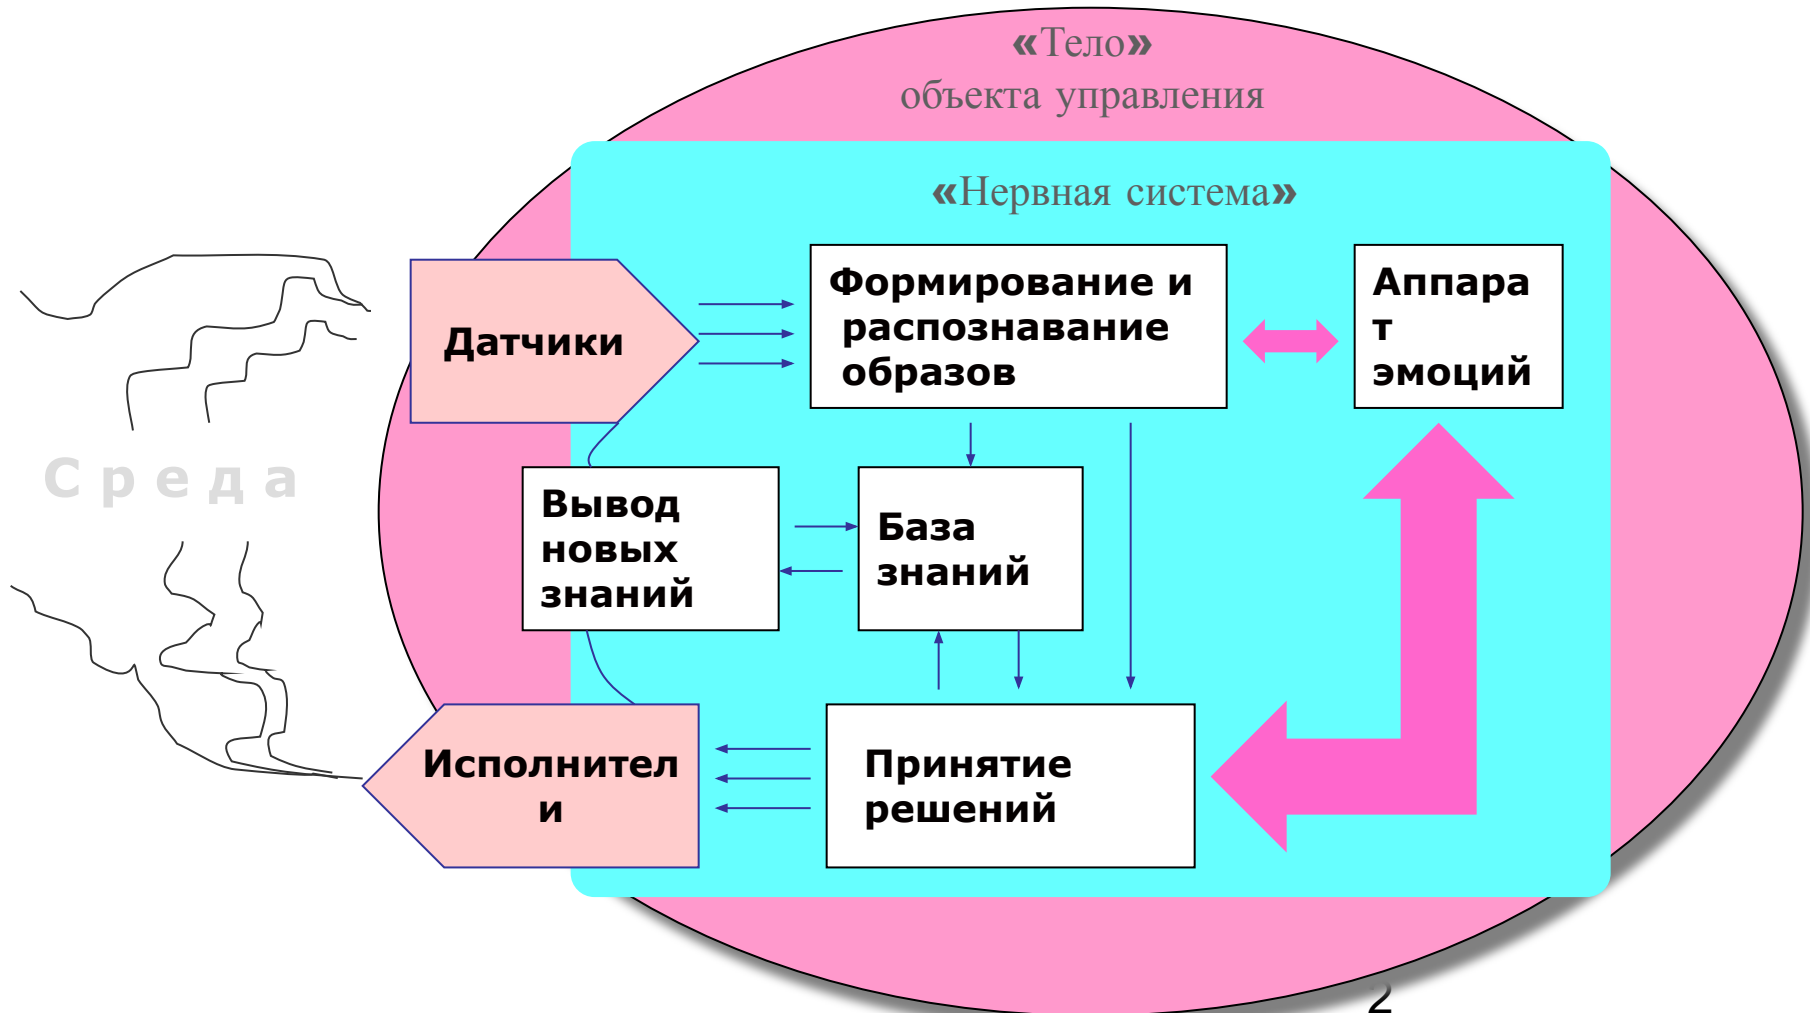 «Тело»
объекта управления
«Нервная система»
Датчики
Формирование и
распознавание
образов
Аппара
т
эмоций
Среда
Вывод
новых
знаний
База
знаний
Исполнител
и
Принятие
решений
2